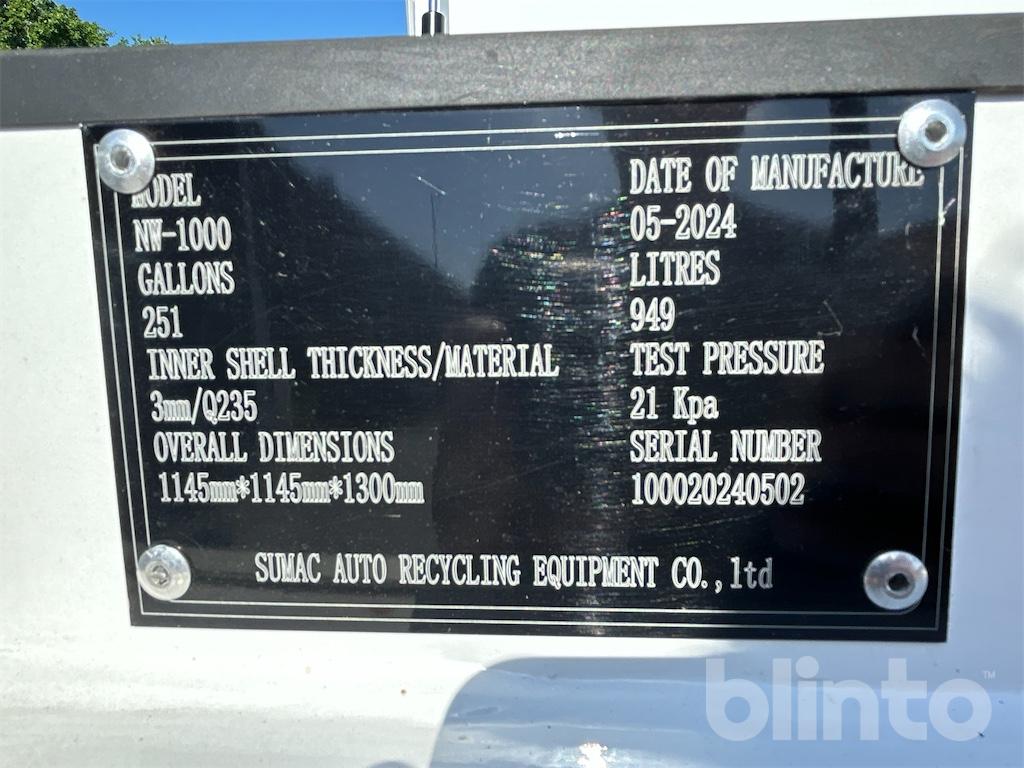 MODEL
NW-1000
GALLONS
251
INNER SHELL THICKNESS/MATERIAL
3mm/Q235
OVERALL DIMENSIONS
1145mm*1145mm*1300mm
DATE OF MANUFACTURE
05-2024
LITRES
949
TEST PRESSURE
21 Kpa
SERIAL NUMBER
100020240502
SUMAC AUTO RECYCLING EQUIPMENT CO.,ltd
blinto™